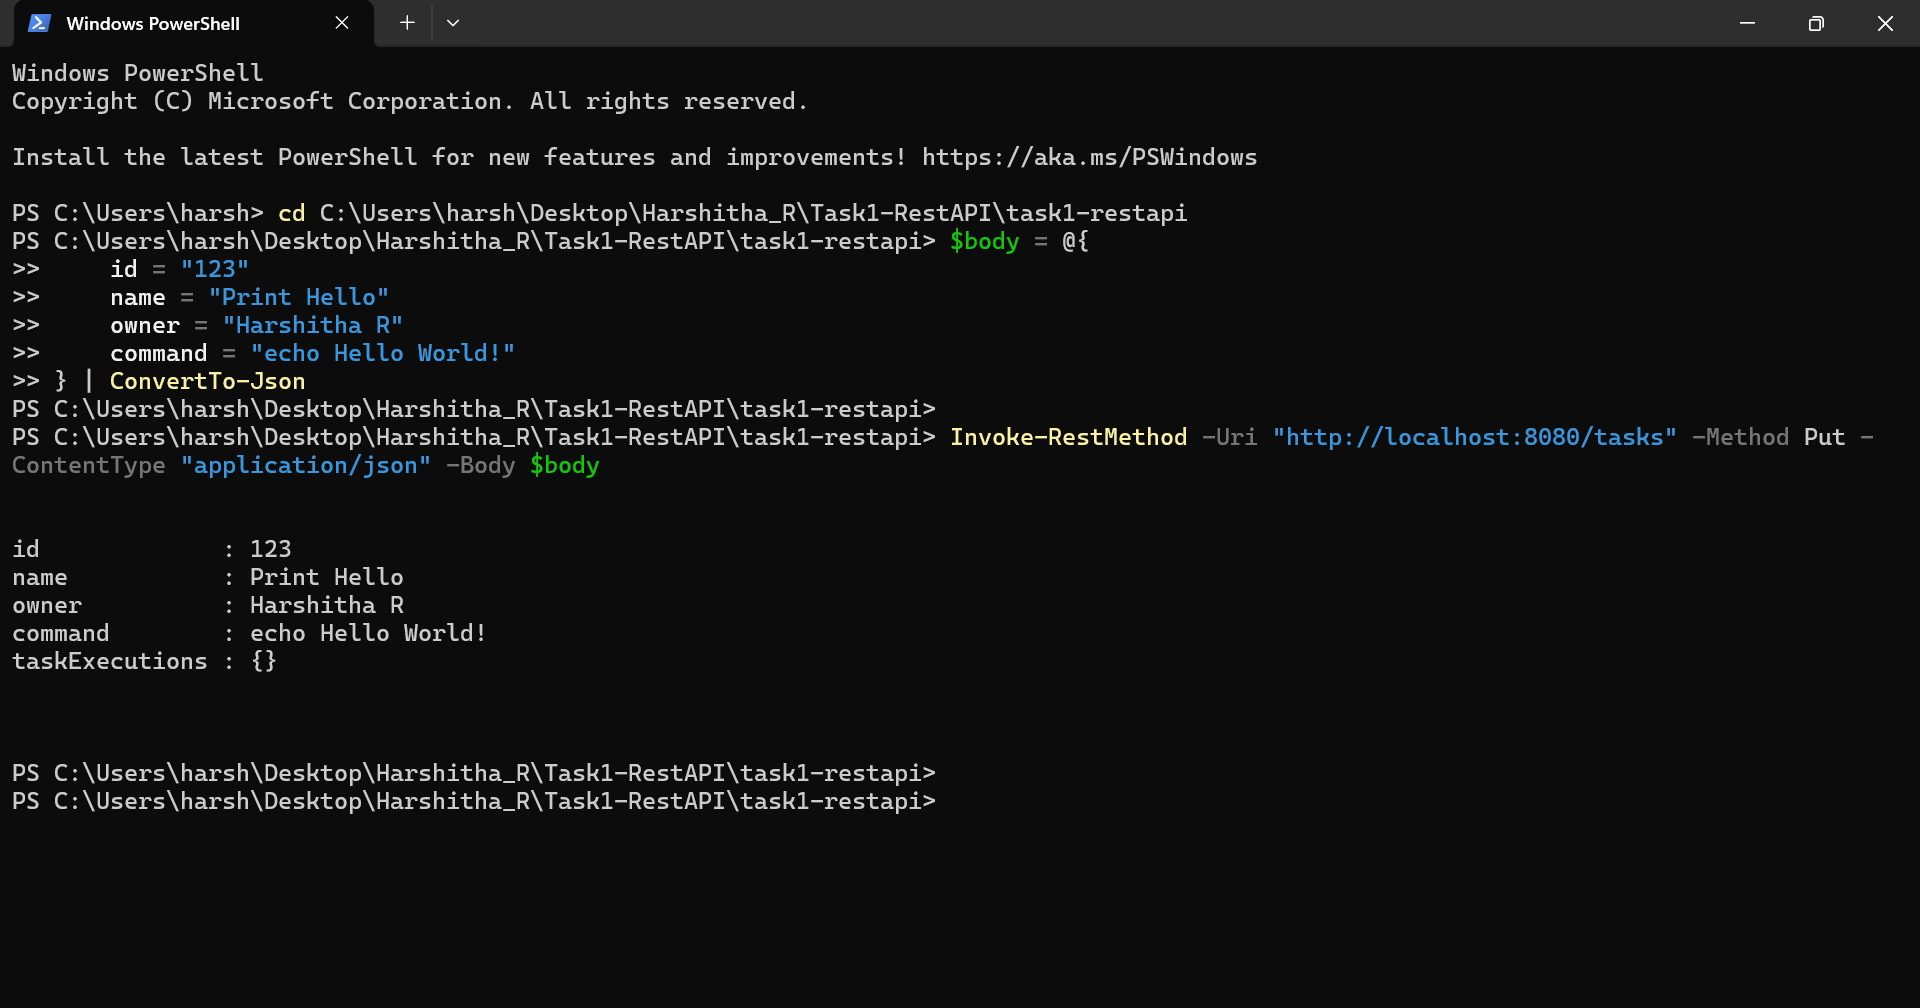 Windows PowerShell
Windows PowerShell
Copyright (C) Microsoft Corporation. All rights reserved.
Install the latest PowerShell for new features and improvements! https://aka.ms/PSWindows
PS C:\Users\harsh> cd C:\Users\harsh\Desktop\Harshitha_R\Task1-RestAPI\task1-restapi
PS C:\Users\harsh\Desktop\Harshitha_R\Task1-RestAPI\task1-restapi> $body = @{
>>     id = "123"
>>     name = "Print Hello"
>>     owner = "Harshitha R"
>>     command = "echo Hello World!"
>> } | ConvertTo-Json
PS C:\Users\harsh\Desktop\Harshitha_R\Task1-RestAPI\task1-restapi>
PS C:\Users\harsh\Desktop\Harshitha_R\Task1-RestAPI\task1-restapi> Invoke-RestMethod -Uri "http://localhost:8080/tasks" -Method Put -
ContentType "application/json" -Body $body
id             : 123
name           : Print Hello
owner          : Harshitha R
command        : echo Hello World!
taskExecutions : {}
PS C:\Users\harsh\Desktop\Harshitha_R\Task1-RestAPI\task1-restapi>
PS C:\Users\harsh\Desktop\Harshitha_R\Task1-RestAPI\task1-restapi>